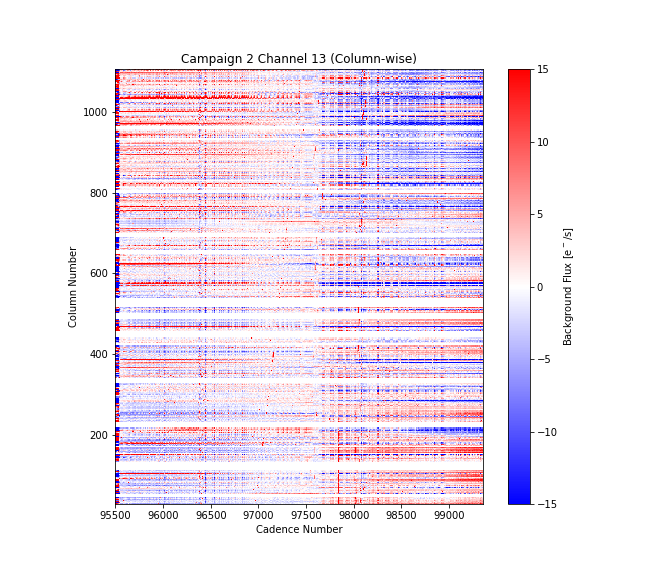 Campaign 2 Channel 13 (Column-wise)
Column Number
1000
800
600
400
200
95500 96000 96500 97000 97500 98000 98500 99000
Cadence Number
15
10
5
0
−5
−10
−15
Background Flux [e⁻/s]